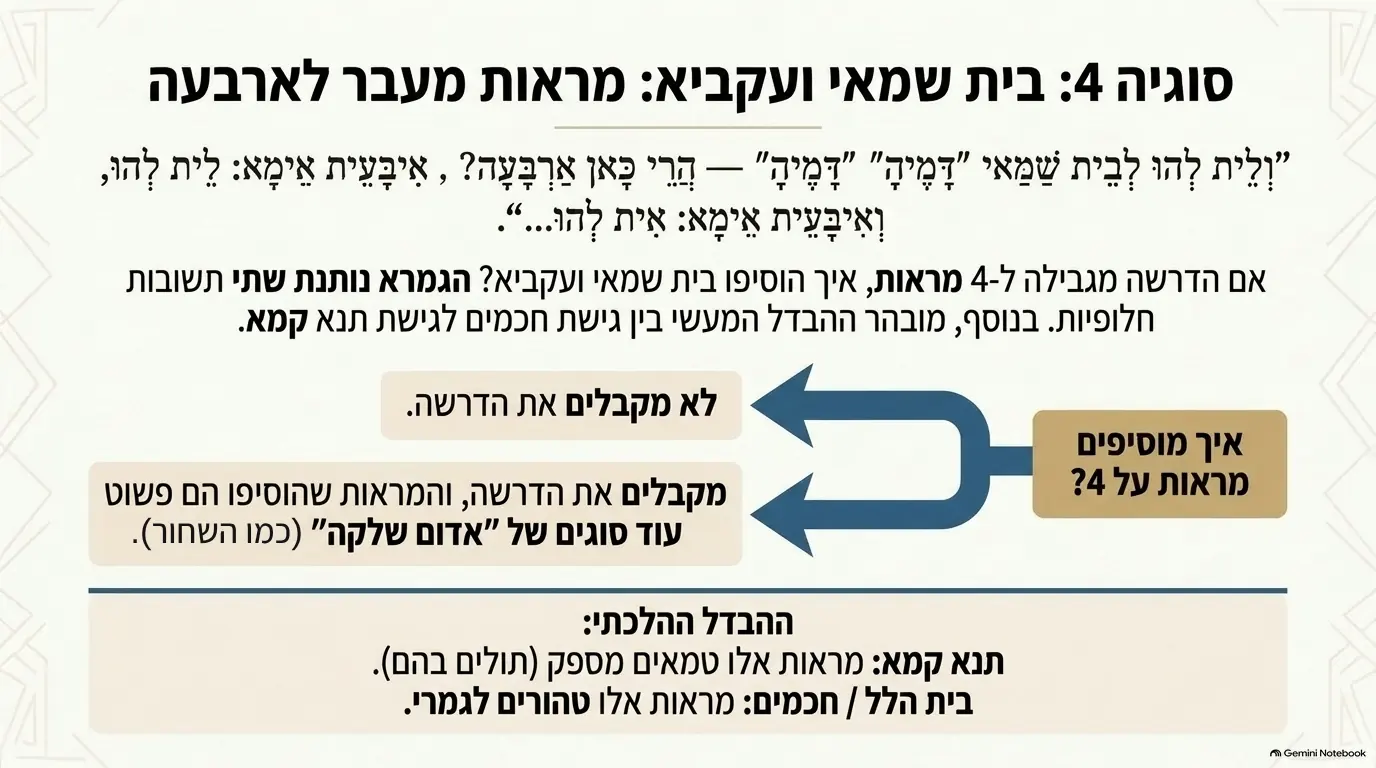 סוגיה 4: בית שמאי ועקביא: מראות מעבר לארבעה
"וְלֵית לְהוּ לְבֵית שַׁמַּאי "דָּמֶיהָ" "דָּמֶיהָ" — הֲרֵי כָּאן אַרְבָּעָה? , אִיבָּעֵית אֵימָא: לֵית לְהוּ,
וְאִיבָּעֵית אֵימָא: אִית לְהוּ...“.
אם הדרשה מגבילה ל-4 מראות, איך הוסיפו בית שמאי ועקביא? הגמרא נותנת שתי תשובות
חלופיות. בנוסף, מובהר ההבדל המעשי בין גישת חכמים לגישת תנא קמא.
איך מוסיפים
מראות על 4?
לא מקבלים את הדרשה.
מקבלים את הדרשה, והמראות שהוסיפו הם פשוט
עוד סוגים של "אדום שלקה" (כמו השחור).
ההבדל ההלכתי:
תנא קמא: מראות אלו טמאים מספק (תולים בהם).
בית הלל / חכמים: מראות אלו טהורים לגמרי.
Gemini Notebook